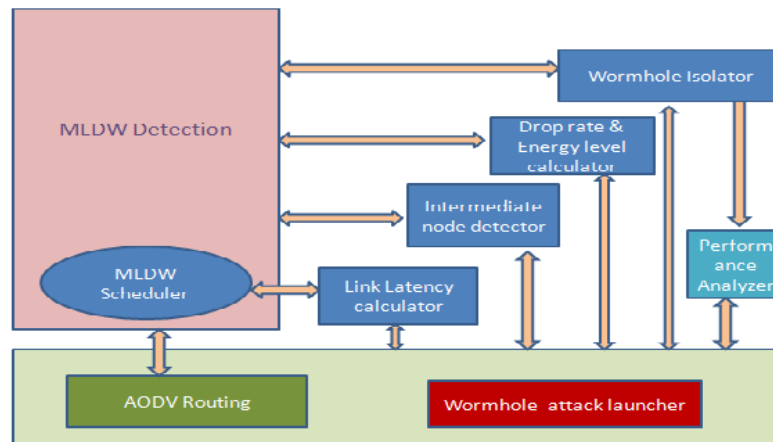 Wormhole Isolator
MLDW Detection
Drop rate &
Energy level
calculator
Intermediate
node detector
Perform
ance
Analyzer
MLDW
Scheduler
Link Latency
calculator
AODV Routing
Wormhole attack launcher